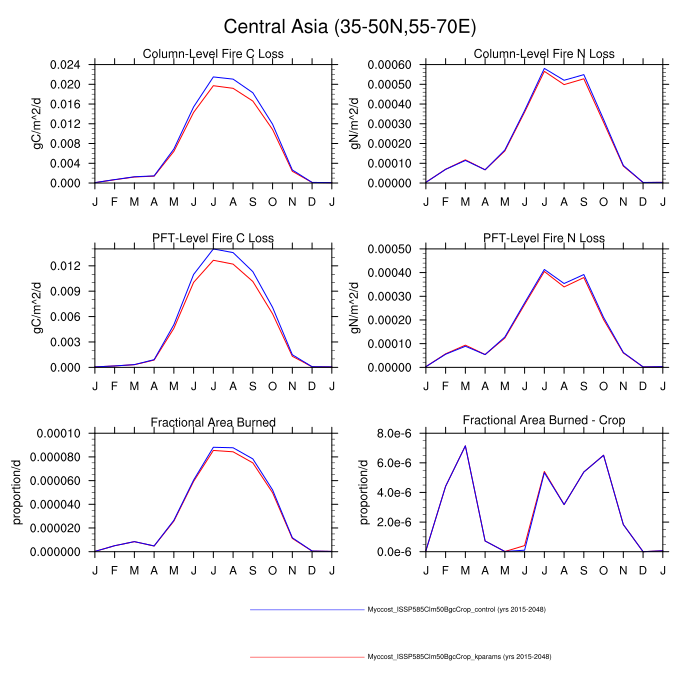 Central Asia (35-50N,55-70E)
Column-Level Fire C Loss
gC/m^2/d
0.024
0.020
0.016
0.012
0.008
0.004
0.000
J F M A M J J A S O N D J
Column-Level Fire N Loss
gN/m^2/d
0.00060
0.00050
0.00040
0.00030
0.00020
0.00010
0.00000
J F M A M J J A S O N D J
PFT-Level Fire C Loss
gC/m^2/d
0.012
0.009
0.006
0.003
0.000
J F M A M J J A S O N D J
PFT-Level Fire N Loss
gN/m^2/d
0.00050
0.00040
0.00030
0.00020
0.00010
0.00000
J F M A M J J A S O N D J
Fractional Area Burned
proportion/d
0.00010
0.000080
0.000060
0.000040
0.000020
0.000000
J F M A M J J A S O N D J
Fractional Area Burned - Crop
proportion/d
8.0e-6
6.0e-6
4.0e-6
2.0e-6
0.0e-6
J F M A M J J A S O N D J
Myccost_ISSP585Clm50BgcCrop_control (yrs 2015-2048)
Myccost_ISSP585Clm50BgcCrop_kparams (yrs 2015-2048)